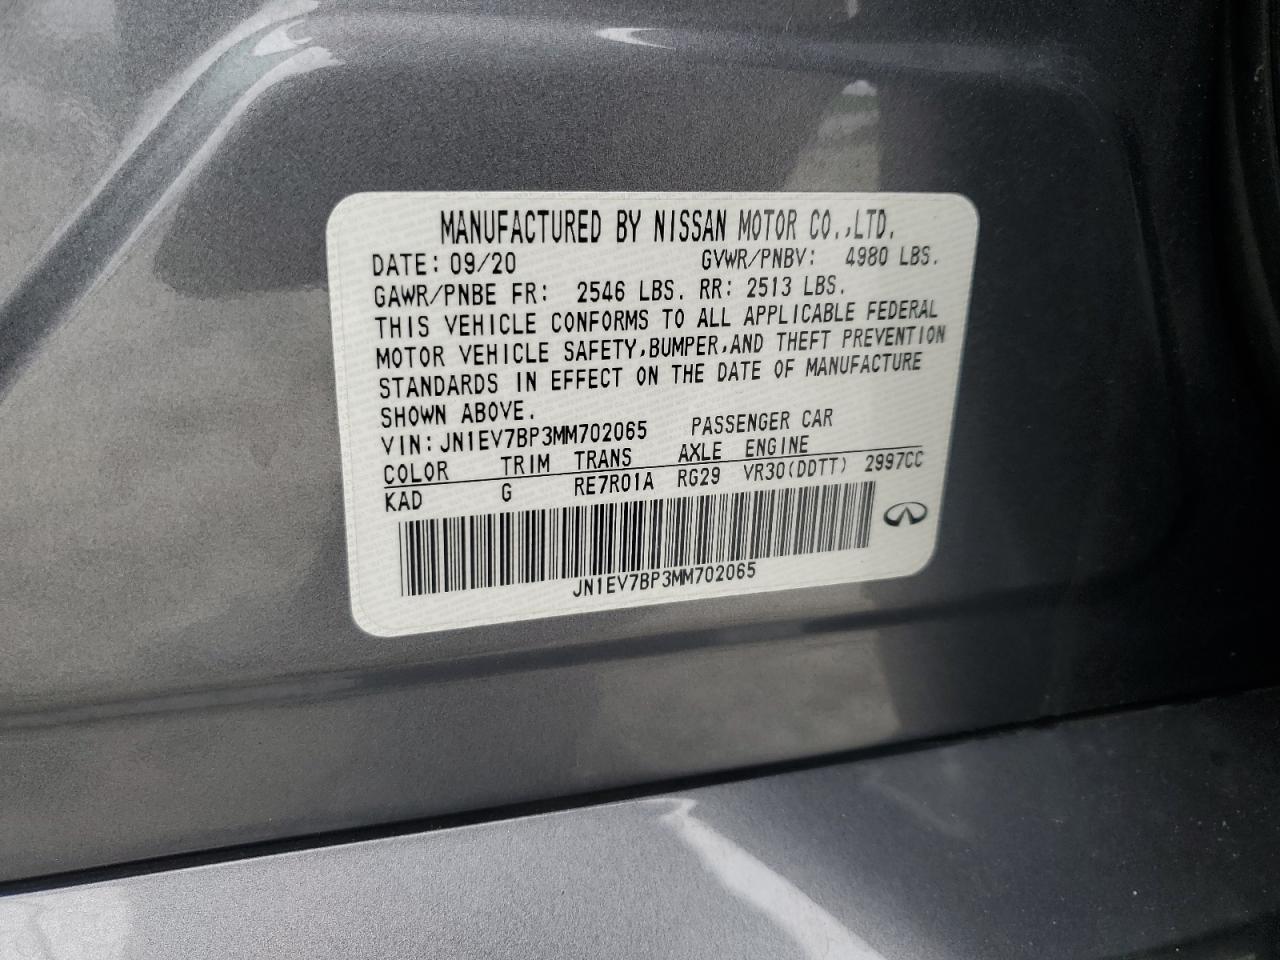 MANUFACTURED BY NISSAN MOTOR CO.,LTD.
DATE: 09/20 GVWR/PNBV: 4980 LBS.
GAWR/PNBE FR: 2546 LBS. RR: 2513 LBS.
THIS VEHICLE CONFORMS TO ALL APPLICABLE FEDERAL
MOTOR VEHICLE SAFETY,BUMPER,AND THEFT PREVENTION
STANDARDS IN EFFECT ON THE DATE OF MANUFACTURE
SHOWN ABOVE.
VIN:JN1EV7BP3MM702065 PASSENGER CAR
COLOR TRIM TRANS AXLE ENGINE
KAD G RE7R01A RG29 VR30(DDTT) 2997CC
JN1EV7BP3MM702065